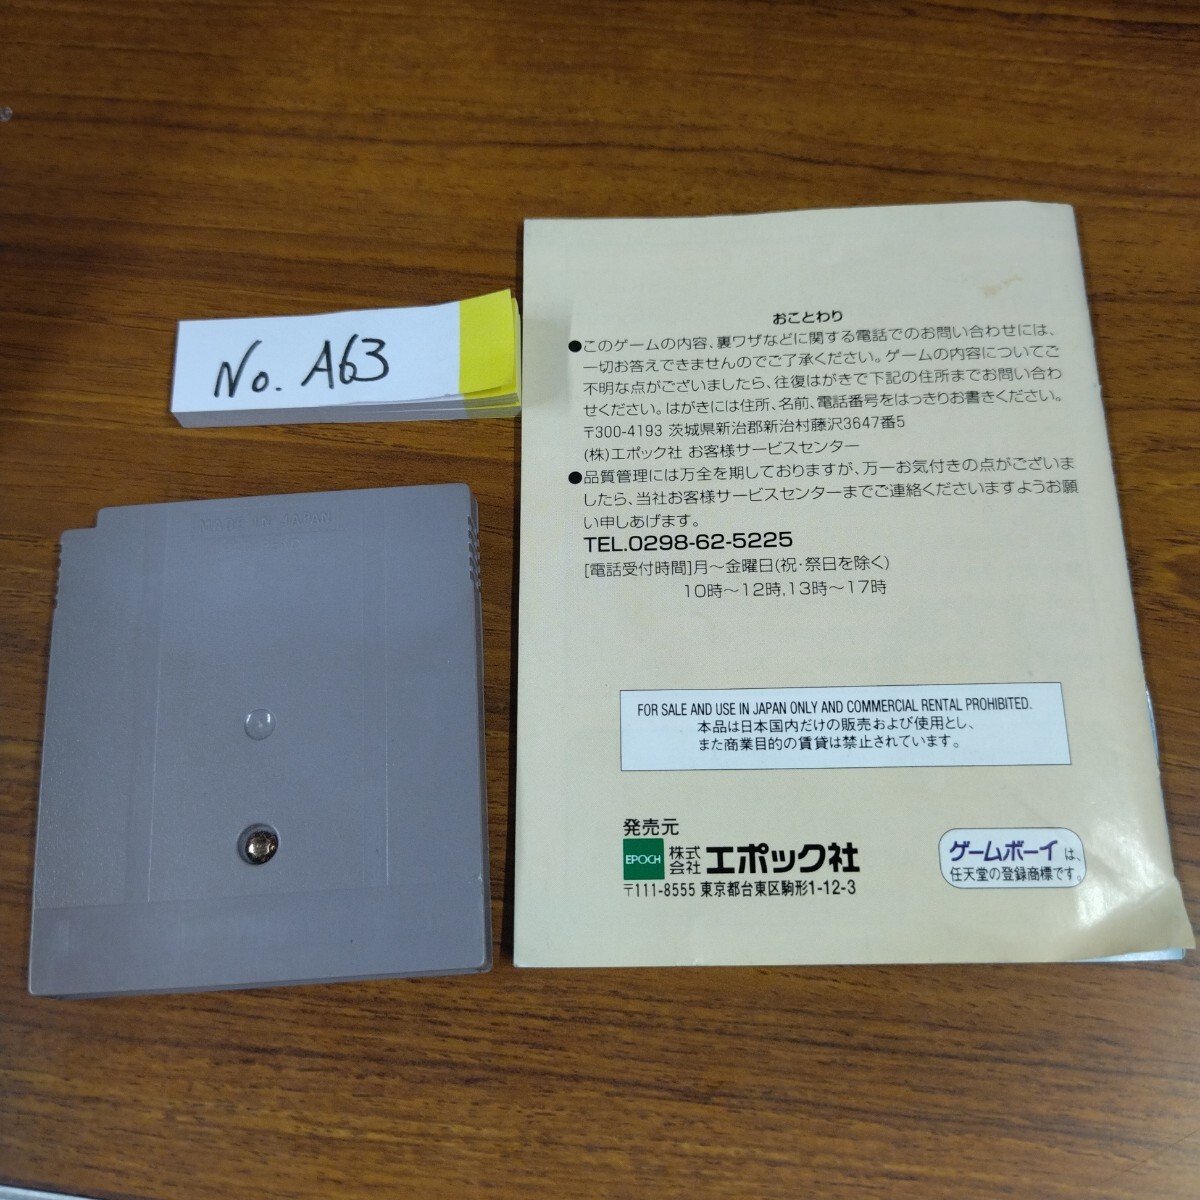 No. A63
MADE IN JAPAN
おことわり
●このゲームの内容、裏ワザなどに関する電話でのお問い合わせには、
一切お答えできませんのでご了承ください。ゲームの内容についてご
不明な点がございましたら、往復はがきで下記の住所までお問い合わ
せください。はがきには住所、名前、電話番号をはっきりお書きください。
〒300-4193 茨城県新治郡新治村藤沢3647番5
(株)エポック社 お客様サービスセンター
●品質管理には万全を期しておりますが、万一お気付きの点がございま
したら、当社お客様サービスセンターまでご連絡くださいますようお願
い申しあげます。
TEL.0298-62-5225
[電話受付時間]月〜金曜日(祝・祭日を除く)
10時〜12時,13時〜17時
FOR SALE AND USE IN JAPAN ONLY AND COMMERCIAL RENTAL PROHIBITED.
本品は日本国内だけの販売および使用とし、
また商業目的の賃貸は禁止されています。
発売元
EPOCH 株式会社 エポック社
〒111-8555 東京都台東区駒形1-12-3
ゲームボーイは、
任天堂の登録商標です。